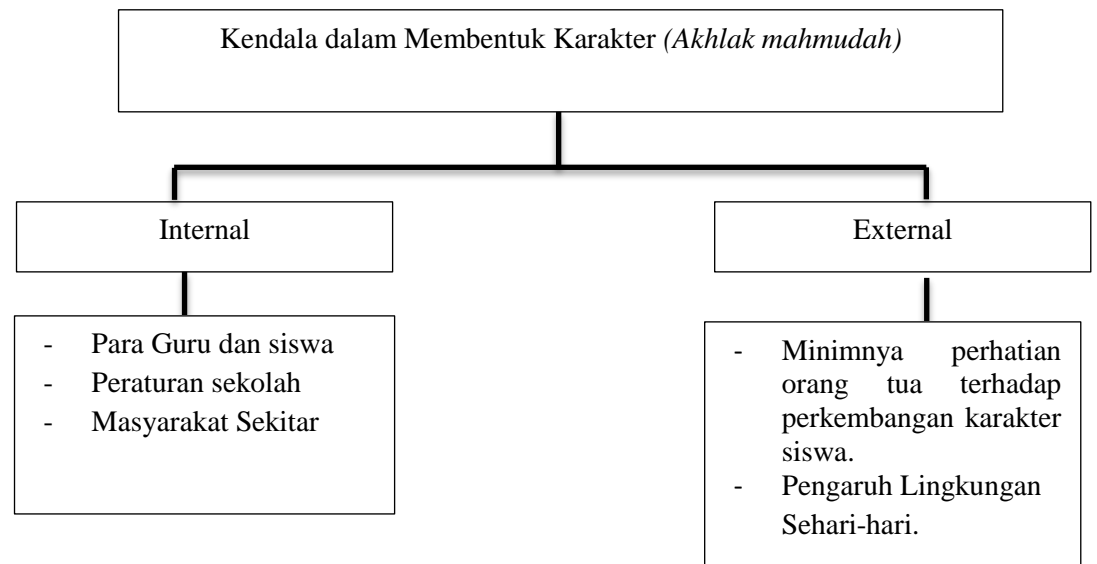 Kendala dalam Membentuk Karakter (Akhlak mahmudah)
Internal
External
- Para Guru dan siswa
- Peraturan sekolah
- Masyarakat Sekitar
- Minimnya perhatian
orang tua terhadap
perkembangan karakter
siswa.
- Pengaruh Lingkungan
Sehari-hari.